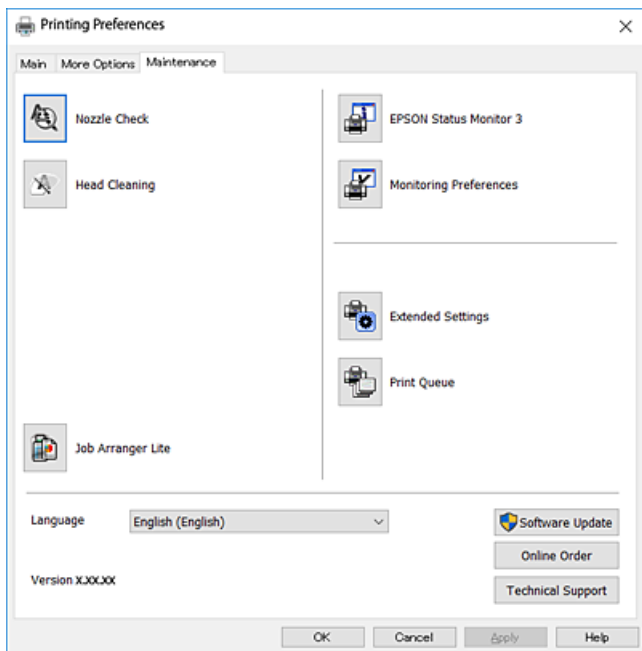 Printing Preferences
Main More Options Maintenance
Nozzle Check
Head Cleaning
Job Arranger Lite
EPSON Status Monitor 3
Monitoring Preferences
Extended Settings
Print Queue
Language English (English)
Version X.XX.XX
Software Update
Online Order
Technical Support
OK Cancel Apply Help